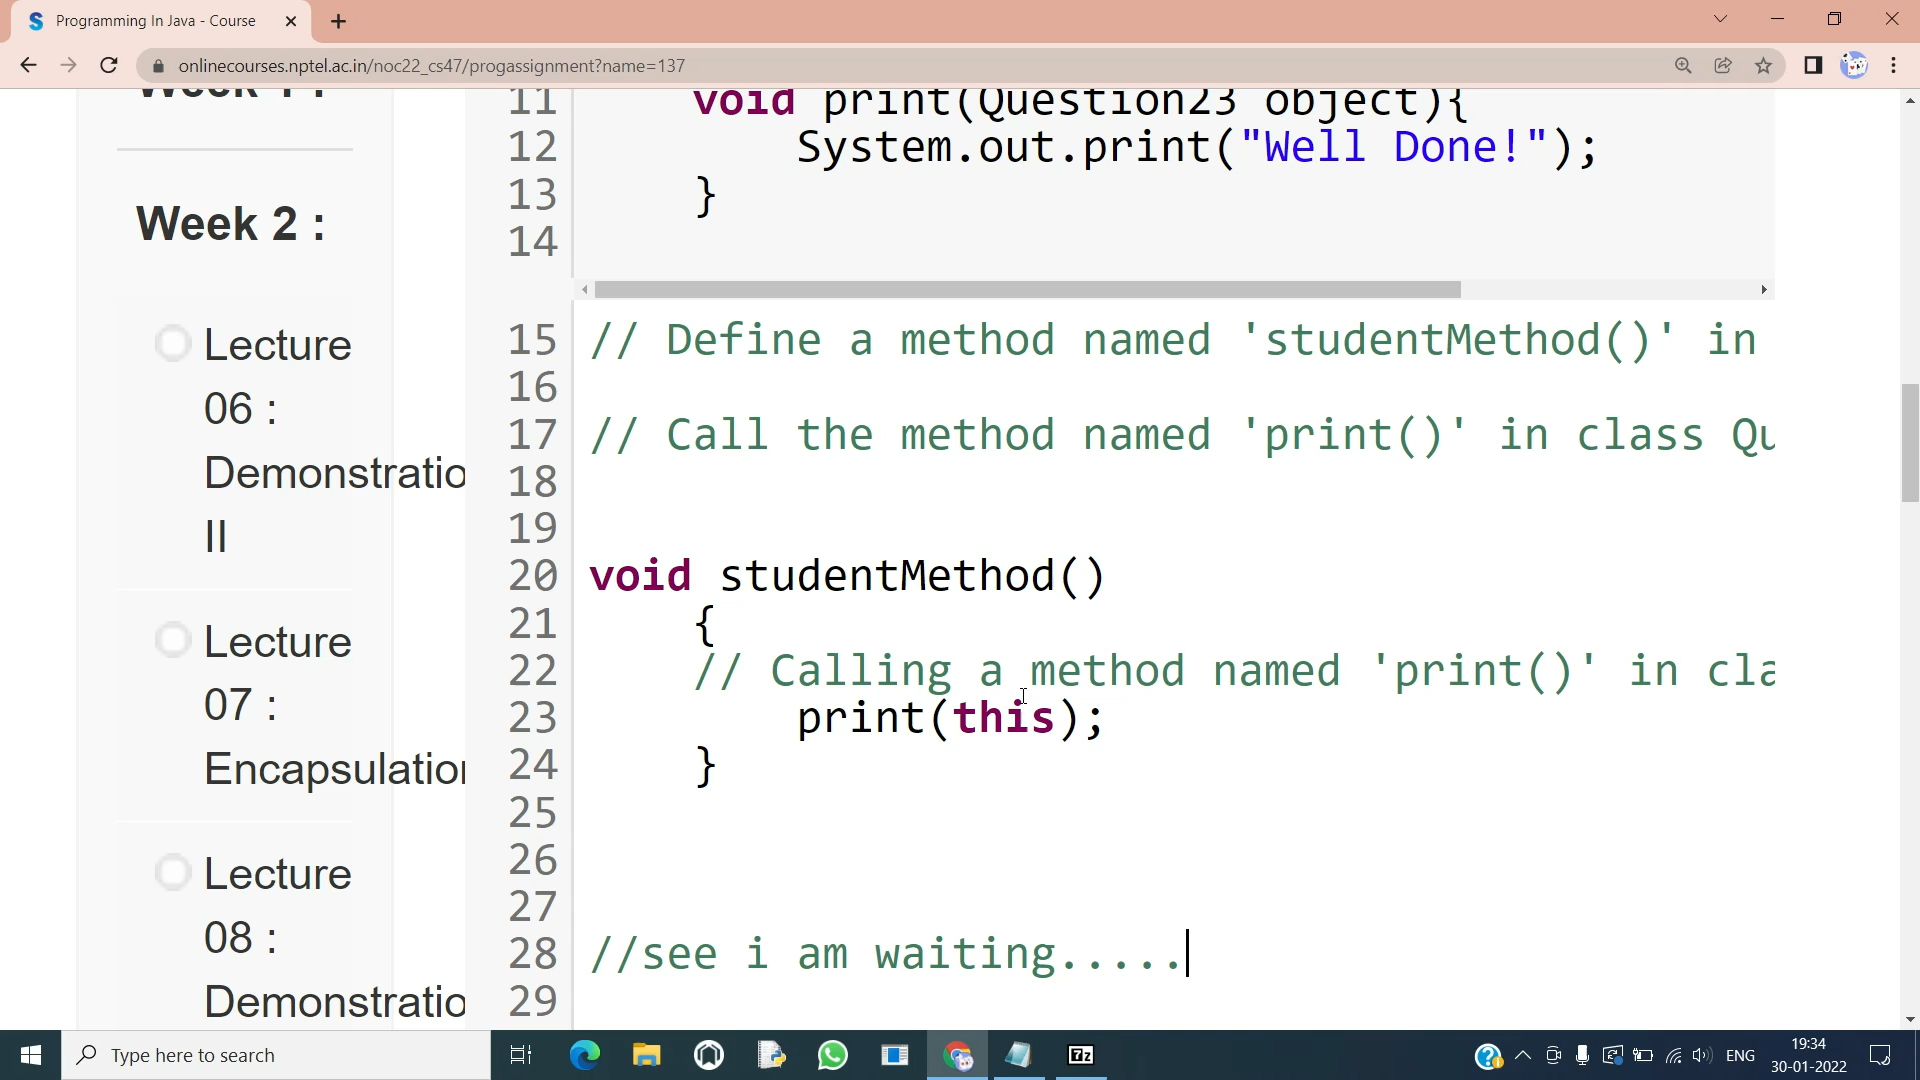 Programming In Java - Course
onlinecourses.nptel.ac.in/noc22_cs47/progassignment?name=137
Week 1 :
Week 2 :
Lecture
06 :
Demonstratio
II
Lecture
07 :
Encapsulation
Lecture
08 :
Demonstratio
11 void print(Question23 object){
12 System.out.print("Well Done!");
13 }
14
15 // Define a method named 'studentMethod()' in
16
17 // Call the method named 'print()' in class Qu
18
19
20 void studentMethod()
21 {
22 // Calling a method named 'print()' in cla
23 print(this);
24 }
25
26
27
28 //see i am waiting.....
29
Type here to search
ENG
19:34
30-01-2022